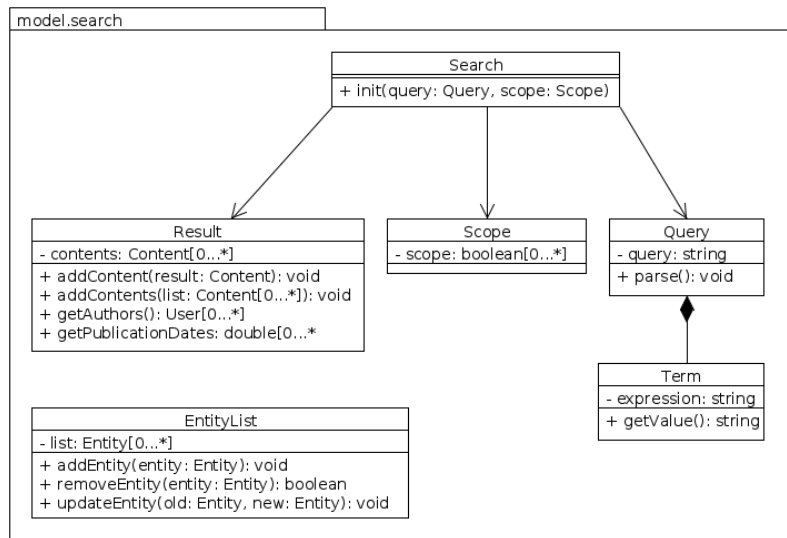 model.search
Search
+ init(query: Query, scope: Scope)
Result
- contents: Content[0...*]
+ addContent(result: Content): void
+ addContents(list: Content[0...*]): void
+ getAuthors(): User[0...*]
+ getPublicationDates: double[0...*
Scope
- scope: boolean[0...*]
Query
- query: string
+ parse(): void
Term
- expression: string
+ getValue(): string
EntityList
- list: Entity[0...*]
+ addEntity(entity: Entity): void
+ removeEntity(entity: Entity): boolean
+ updateEntity(old: Entity, new: Entity): void